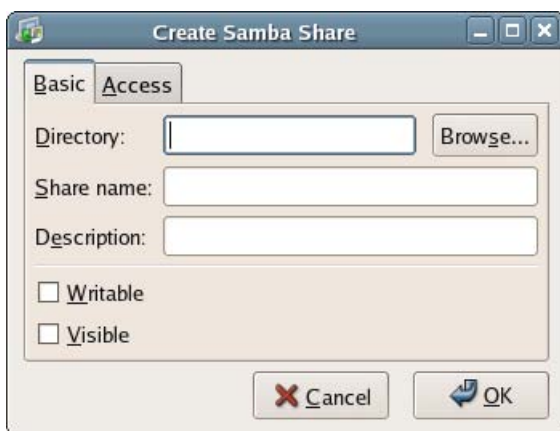 Create Samba Share
Basic Access
Directory: Browse...
Share name:
Description:
Writable
Visible
Cancel OK